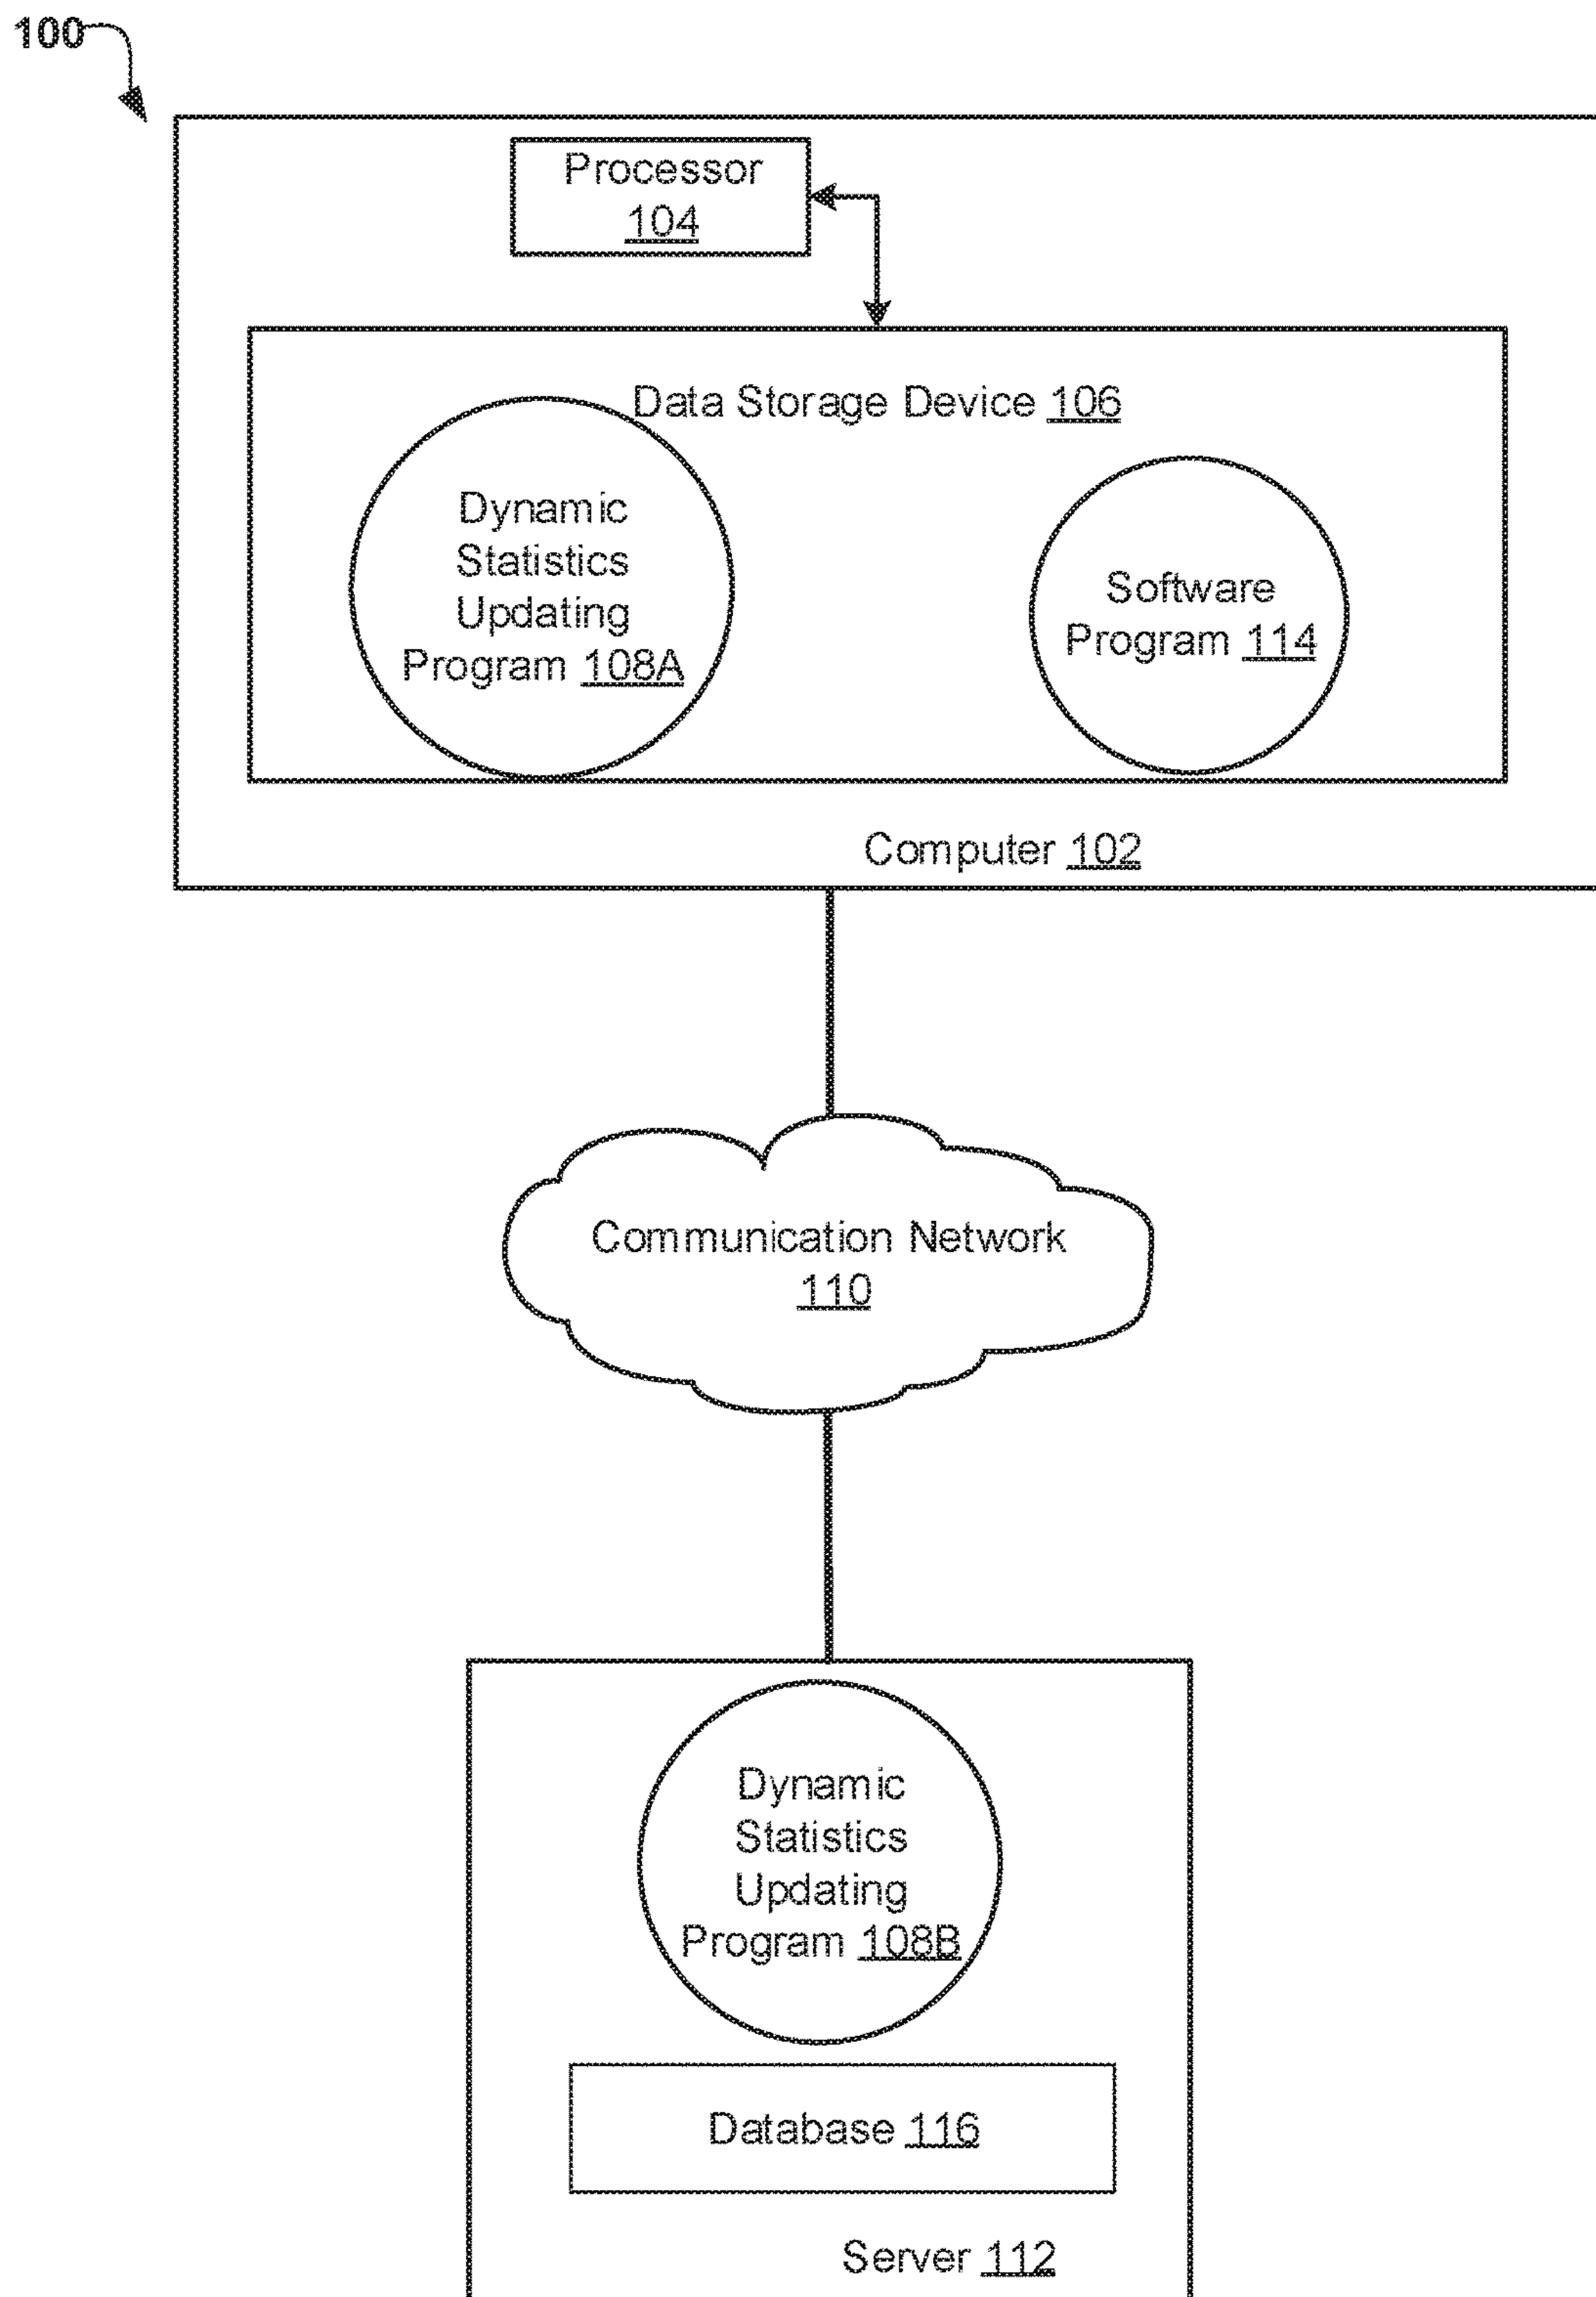 100
Processor
104
Data Storage Device 106
Dynamic
Statistics
Updating
Program 108A
Software
Program 114
Computer 102
Communication Network
110
Dynamic
Statistics
Updating
Program 108B
Database 116
Server 112